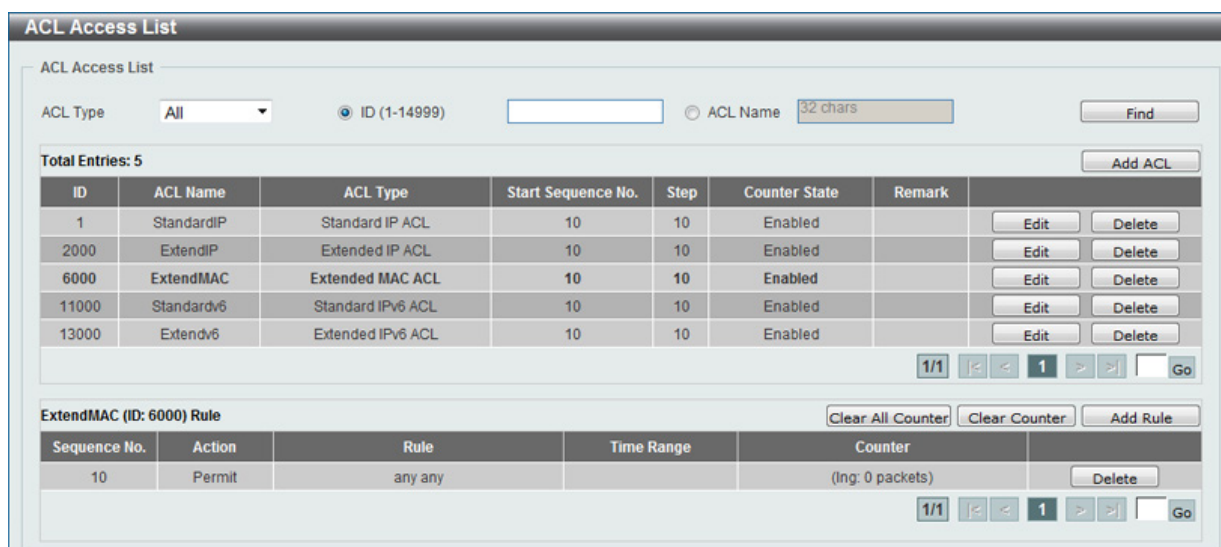 ACL Access List
ACL Access List
ACL Type All ID (1-14999) ACL Name 32 chars Find
Total Entries: 5 Add ACL
ID ACL Name ACL Type Start Sequence No. Step Counter State Remark
1 StandardIP Standard IP ACL 10 10 Enabled Edit Delete
2000 ExtendIP Extended IP ACL 10 10 Enabled Edit Delete
6000 ExtendMAC Extended MAC ACL 10 10 Enabled Edit Delete
11000 Standardv6 Standard IPv6 ACL 10 10 Enabled Edit Delete
13000 Extendv6 Extended IPv6 ACL 10 10 Enabled Edit Delete
1/1 |< < 1 > >| Go
ExtendMAC (ID: 6000) Rule Clear All Counter Clear Counter Add Rule
Sequence No. Action Rule Time Range Counter
10 Permit any any (Ing: 0 packets) Delete
1/1 |< < 1 > >| Go